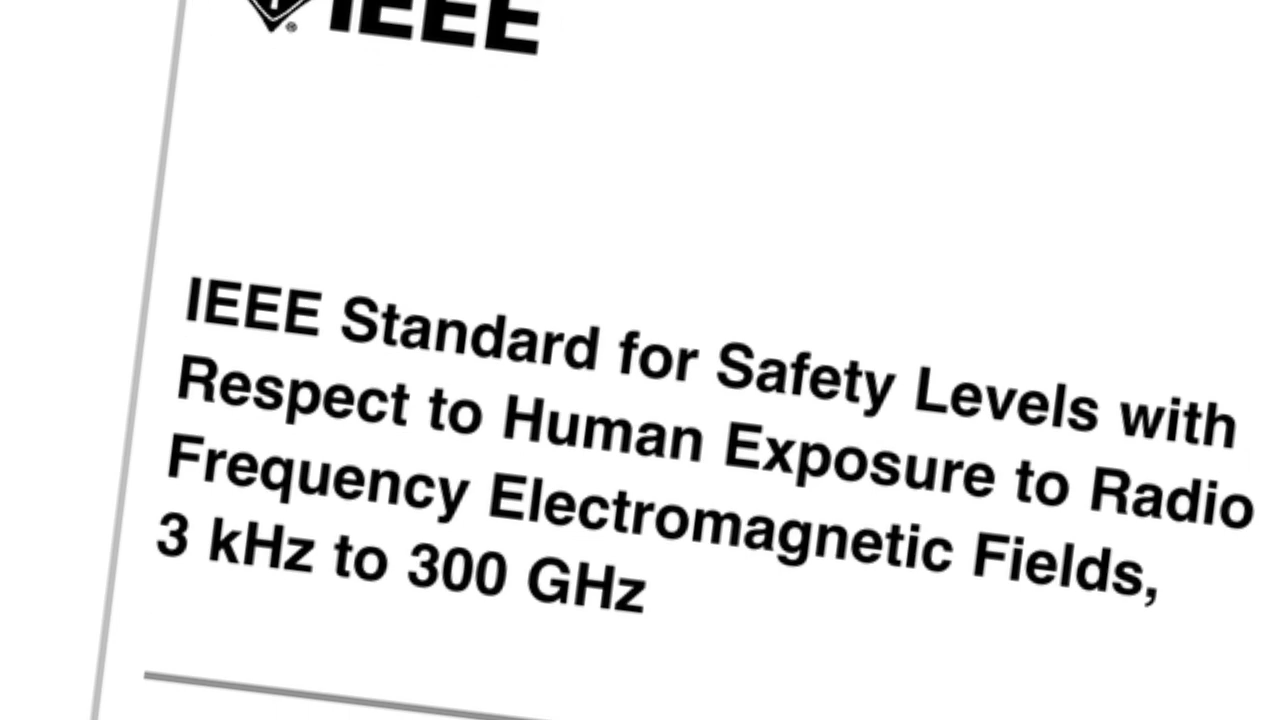 IEEE
IEEE Standard for Safety Levels with
Respect to Human Exposure to Radio
Frequency Electromagnetic Fields,
3 kHz to 300 GHz